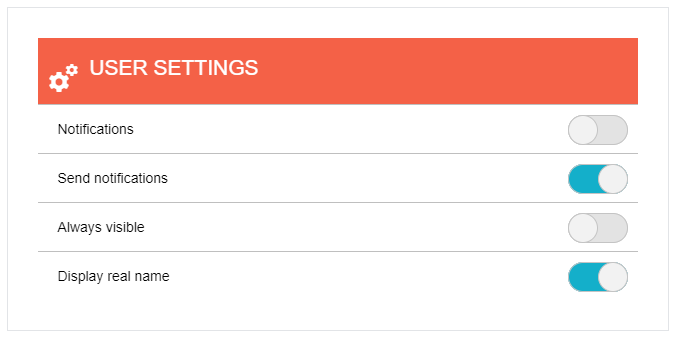 USER SETTINGS
Notifications
Send notifications
Always visible
Display real name